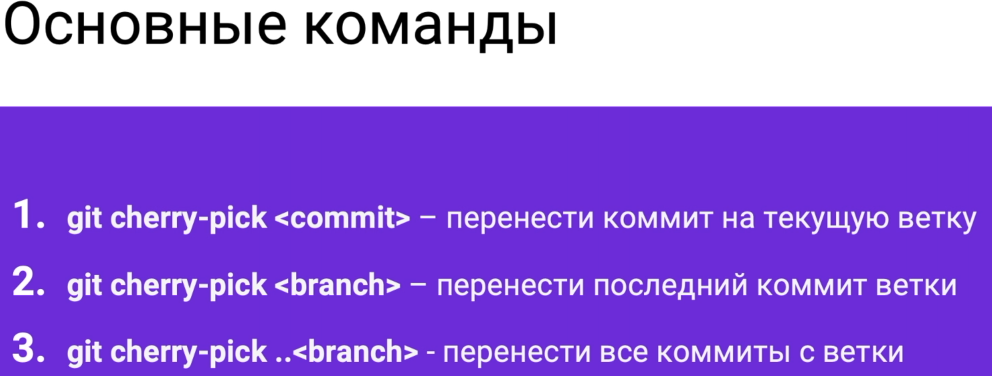 Основные команды
1. git cherry-pick <commit> – перенести коммит на текущую ветку
2. git cherry-pick <branch> – перенести последний коммит ветки
3. git cherry-pick ..<branch> - перенести все коммиты с ветки